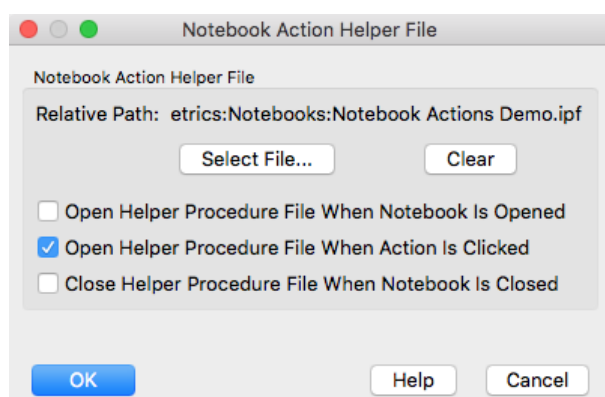 Notebook Action Helper File
Notebook Action Helper File
Relative Path: etrics:Notebooks:Notebook Actions Demo.ipf
Select File... Clear
Open Helper Procedure File When Notebook Is Opened
Open Helper Procedure File When Action Is Clicked
Close Helper Procedure File When Notebook Is Closed
OK Help Cancel